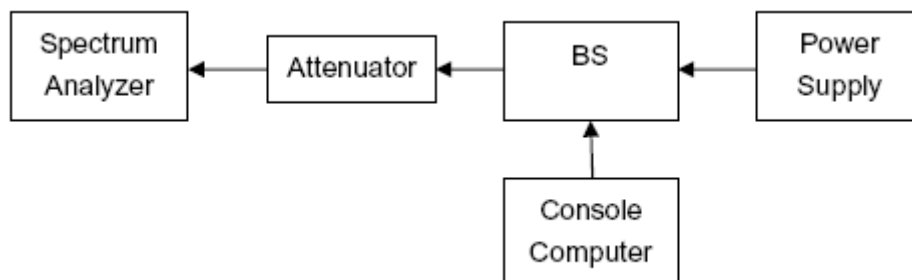 Spectrum
Analyzer
Attenuator
BS
Power
Supply
Console
Computer